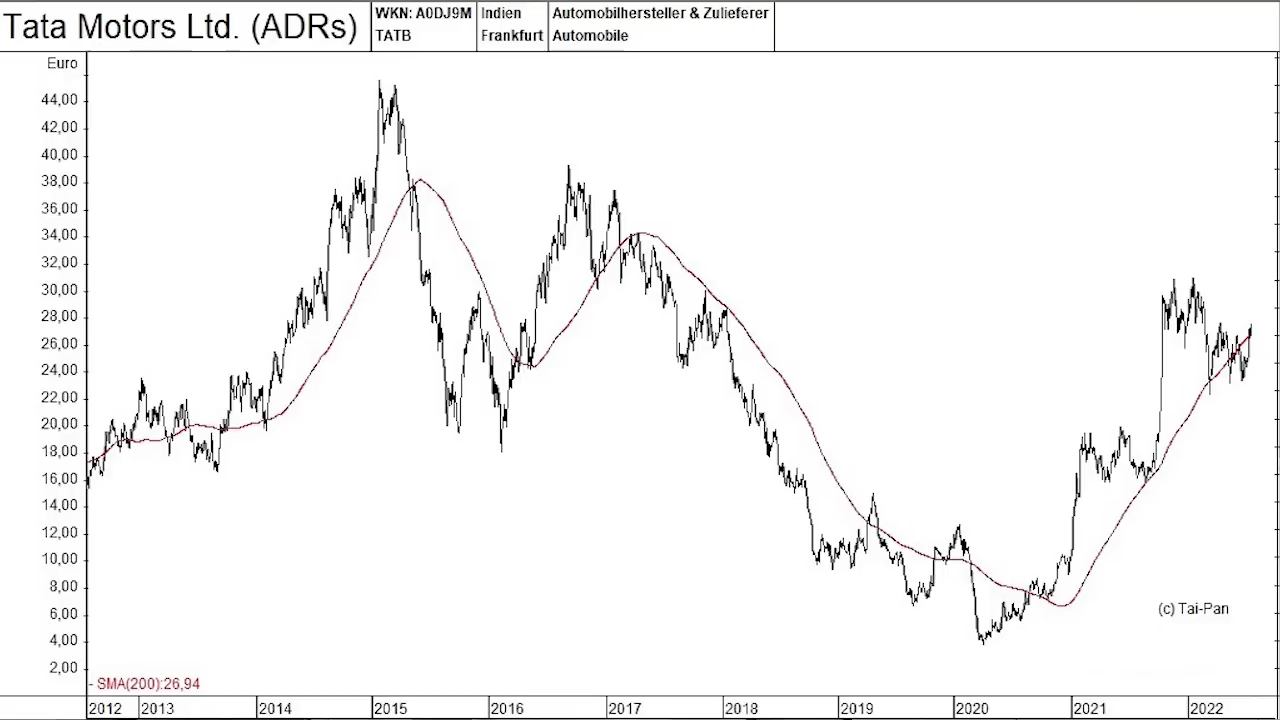 Tata Motors Ltd. (ADRs)
WKN: A0DJ9M
TATB
Indien
Frankfurt
Automobilhersteller & Zulieferer
Automobile
Euro
44,00
42,00
40,00
38,00
36,00
34,00
32,00
30,00
28,00
26,00
24,00
22,00
20,00
18,00
16,00
14,00
12,00
10,00
8,00
6,00
4,00
2,00
(c) Tai-Pan
- SMA(200):26,94
2012 2013 2014 2015 2016 2017 2018 2019 2020 2021 2022